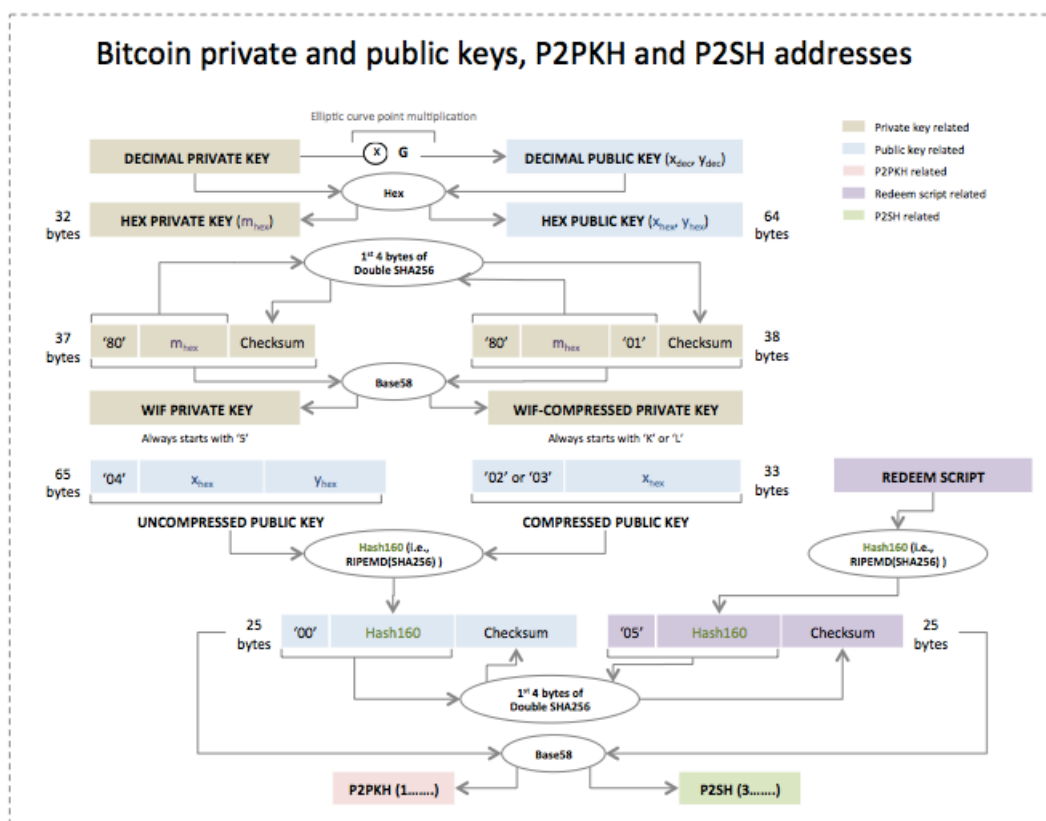 Bitcoin private and public keys, P2PKH and P2SH addresses
Elliptic curve point multiplication
Private key related
Public key related
P2PKH related
Redeem script related
P2SH related
DECIMAL PRIVATE KEY
X G
DECIMAL PUBLIC KEY (xdec, ydec)
Hex
32
bytes
HEX PRIVATE KEY (mhex)
HEX PUBLIC KEY (xhex, yhex)
64
bytes
1st 4 bytes of
Double SHA256
37
bytes
'80' mhex Checksum
'80' mhex '01' Checksum
38
bytes
Base58
WIF PRIVATE KEY
WIF-COMPRESSED PRIVATE KEY
Always starts with '5'
Always starts with 'K' or 'L'
65
bytes
'04' xhex yhex
'02' or '03' xhex
33
bytes
REDEEM SCRIPT
UNCOMPRESSED PUBLIC KEY
COMPRESSED PUBLIC KEY
Hash160 (i.e.,
RIPEMD(SHA256) )
Hash160 (i.e.,
RIPEMD(SHA256) )
25
bytes
'00' Hash160 Checksum
'05' Hash160 Checksum
25
bytes
1st 4 bytes of
Double SHA256
Base58
P2PKH (1.......)
P2SH (3.......)